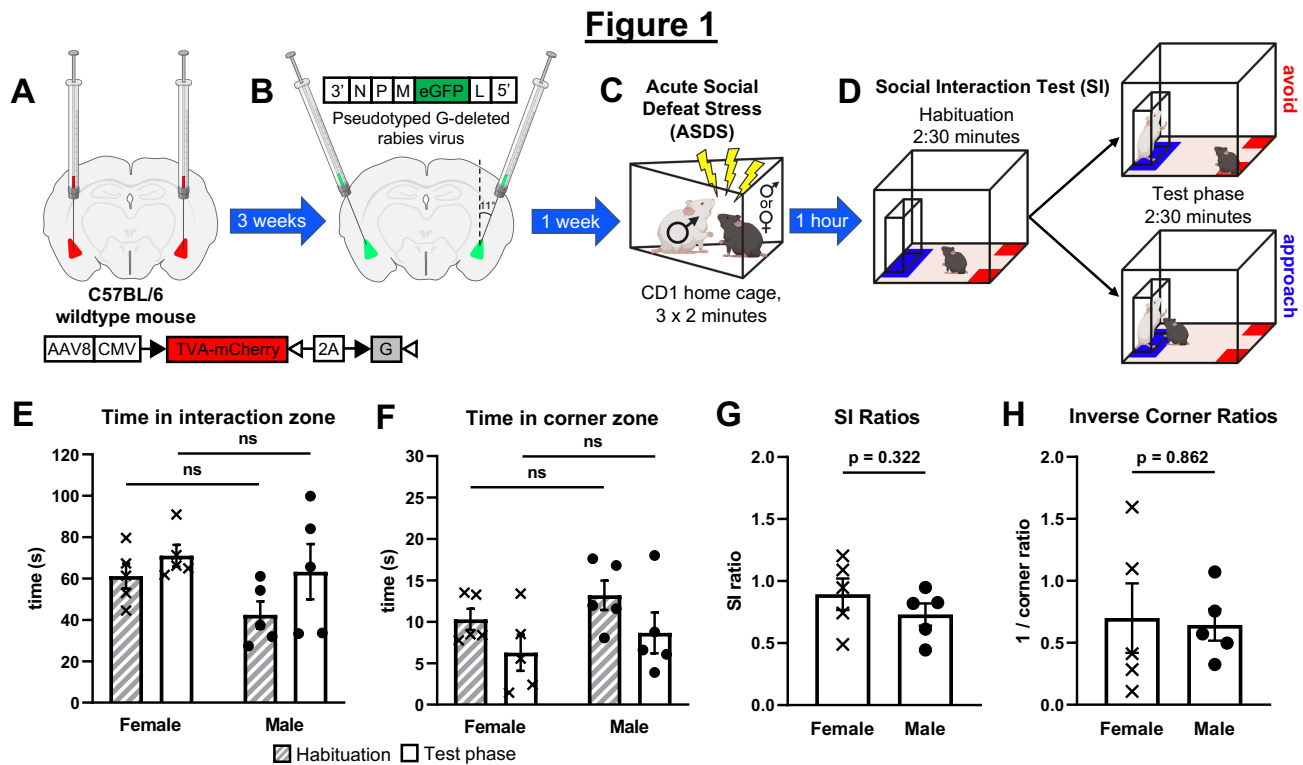 Figure 1
A
3 weeks
C57BL/6
wildtype mouse
AAV8 CMV TVA-mCherry 2A G
B
3' N P M eGFP L 5'
Pseudotyped G-deleted
rabies virus
11°
1 week
C
Acute Social
Defeat Stress
(ASDS)
♂
♂
or
♀
CD1 home cage,
3 x 2 minutes
1 hour
D
Social Interaction Test (SI)
Habituation
2:30 minutes
avoid
Test phase
2:30 minutes
approach
E
Time in interaction zone
ns
ns
time (s)
120
100
80
60
40
20
0
Female Male
F
Time in corner zone
ns
ns
time (s)
30
25
20
15
10
5
0
Female Male
Habituation Test phase
G
SI Ratios
p = 0.322
SI ratio
2.0
1.5
1.0
0.5
0.0
Female Male
H
Inverse Corner Ratios
p = 0.862
1 / corner ratio
2.0
1.5
1.0
0.5
0.0
Female Male